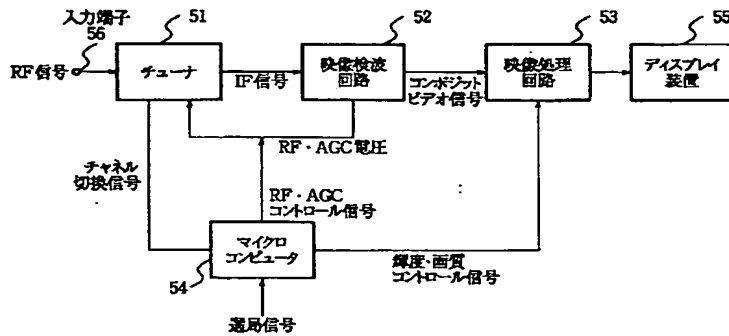 入力端子
56
51
52
53
55
RF信号
チューナ
IF信号
映像検波
回路
コンポジット
ビデオ信号
映像処理
回路
ディスプレイ
装置
RF・AGC電圧
チャネル
切換信号
RF・AGC
コントロール信号
マイクロ
コンピュータ
54
輝度・画質
コントロール信号
選局信号